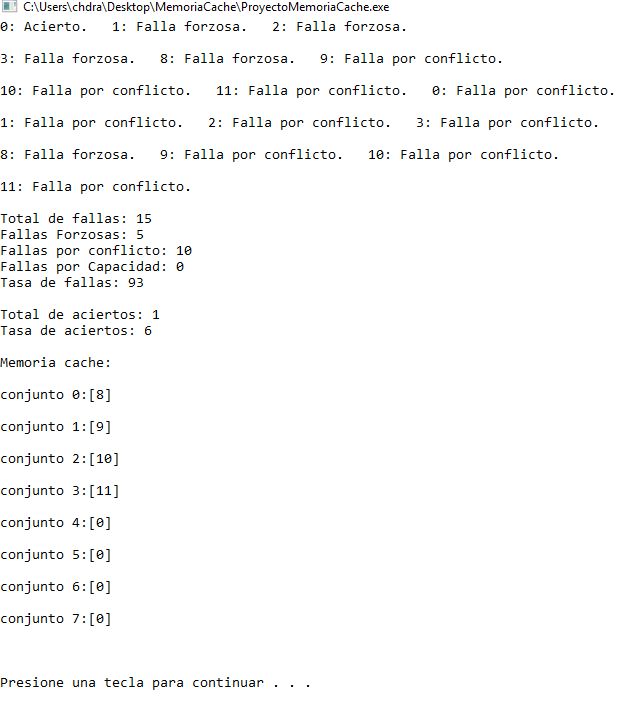 C:\Users\chdra\Desktop\MemoriaCache\ProyectoMemoriaCache.exe
0: Acierto.   1: Falla forzosa.   2: Falla forzosa.
3: Falla forzosa.   8: Falla forzosa.   9: Falla por conflicto.
10: Falla por conflicto.   11: Falla por conflicto.   0: Falla por conflicto.
1: Falla por conflicto.   2: Falla por conflicto.   3: Falla por conflicto.
8: Falla forzosa.   9: Falla por conflicto.   10: Falla por conflicto.
11: Falla por conflicto.
Total de fallas: 15
Fallas Forzosas: 5
Fallas por conflicto: 10
Fallas por Capacidad: 0
Tasa de fallas: 93
Total de aciertos: 1
Tasa de aciertos: 6
Memoria cache:
conjunto 0:[8]
conjunto 1:[9]
conjunto 2:[10]
conjunto 3:[11]
conjunto 4:[0]
conjunto 5:[0]
conjunto 6:[0]
conjunto 7:[0]
Presione una tecla para continuar . . .